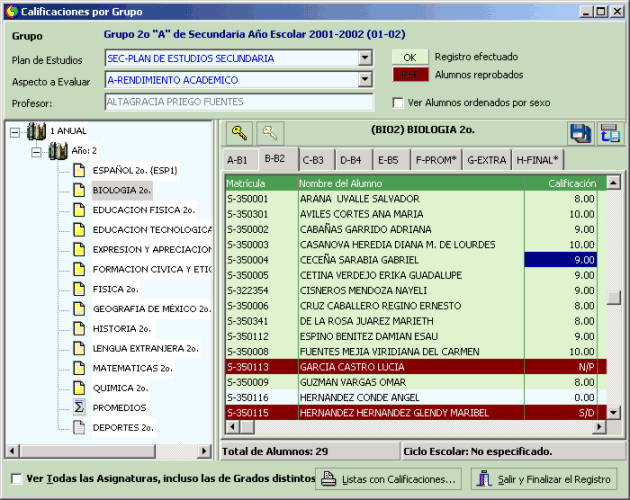 Calificaciones por Grupo
Grupo Grupo 2o "A" de Secundaria Año Escolar 2001-2002 (01-02)
Plan de Estudios SEC-PLAN DE ESTUDIOS SECUNDARIA OK Registro efectuado
Aspecto a Evaluar A-RENDIMIENTO ACADEMICO Alumnos reprobados
Profesor: ALTAGRACIA PRIEGO FUENTES Ver Alumnos ordenados por sexo
1 ANUAL
Año: 2
ESPAÑOL 2o. (ESP1)
BIOLOGIA 2o.
EDUCACION FISICA 2o.
EDUCACION TECNOLOGICA
EXPRESION Y APRECIACION
FORMACION CIVICA Y ETIC
FISICA 2o.
GEOGRAFIA DE MÉXICO 2o.
HISTORIA 2o.
LENGUA EXTRANJERA 2o.
MATEMATICAS 2o.
QUIMICA 2o.
Σ PROMEDIOS
DEPORTES 2o.
(BIO2) BIOLOGIA 2o.
A-B1 B-B2 C-B3 D-B4 E-B5 F-PROM* G-EXTRA H-FINAL*
Matrícula Nombre del Alumno Calificación
S-350001 ARANA UVALLE SALVADOR 8.00
S-350301 AVILES CORTES ANA MARIA 10.00
S-350002 CABAÑAS GARRIDO ADRIANA 9.00
S-350003 CASANOVA HEREDIA DIANA M. DE LOURDES 10.00
S-350004 CECEÑA SARABIA GABRIEL 9.00
S-350005 CETINA VERDEJO ERIKA GUADALUPE 9.00
S-322354 CISNEROS MENDOZA NAYELI 9.00
S-350006 CRUZ CABALLERO REGINO ERNESTO 8.00
S-350341 DE LA ROSA JUAREZ MARIETH 8.00
S-350112 ESPINO BENITEZ DAMIAN ESAU 9.00
S-350008 FUENTES MEJIA VIRIDIANA DEL CARMEN 10.00
S-350113 GARCIA CASTRO LUCIA N/P
S-350009 GUZMAN VARGAS OMAR 8.00
S-350116 HERNANDEZ CONDE ANGEL 0.00
S-350115 HERNANDEZ HERNANDEZ GLENDY MARIBEL S/D
Total de Alumnos: 29 Ciclo Escolar: No especificado.
Ver Todas las Asignaturas, incluso las de Grados distintos Listas con Calificaciones... Salir y Finalizar el Registro